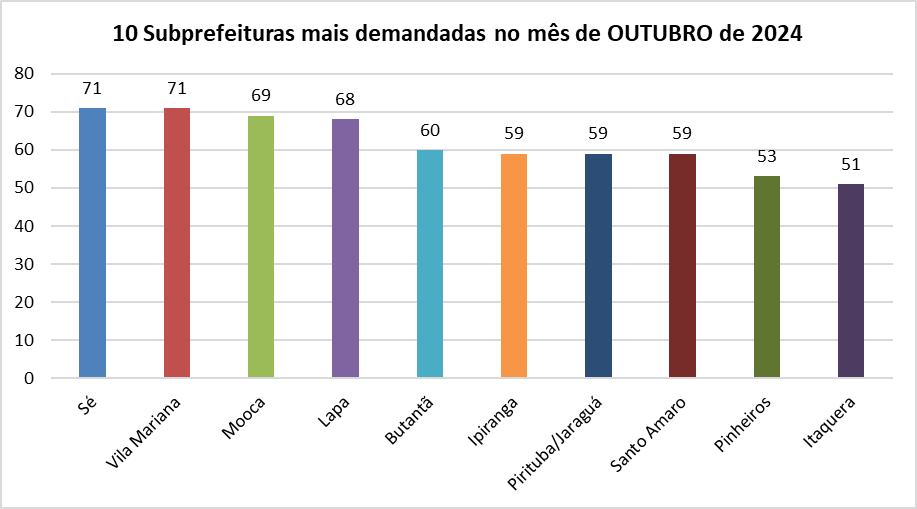 10 Subprefeituras mais demandadas no mês de OUTUBRO de 2024
80
70
60
50
40
30
20
10
0
71
71
69
68
60
59
59
59
53
51
Sé
Vila Mariana
Mooca
Lapa
Butantã
Ipiranga
Pirituba/Jaraguá
Santo Amaro
Pinheiros
Itaquera